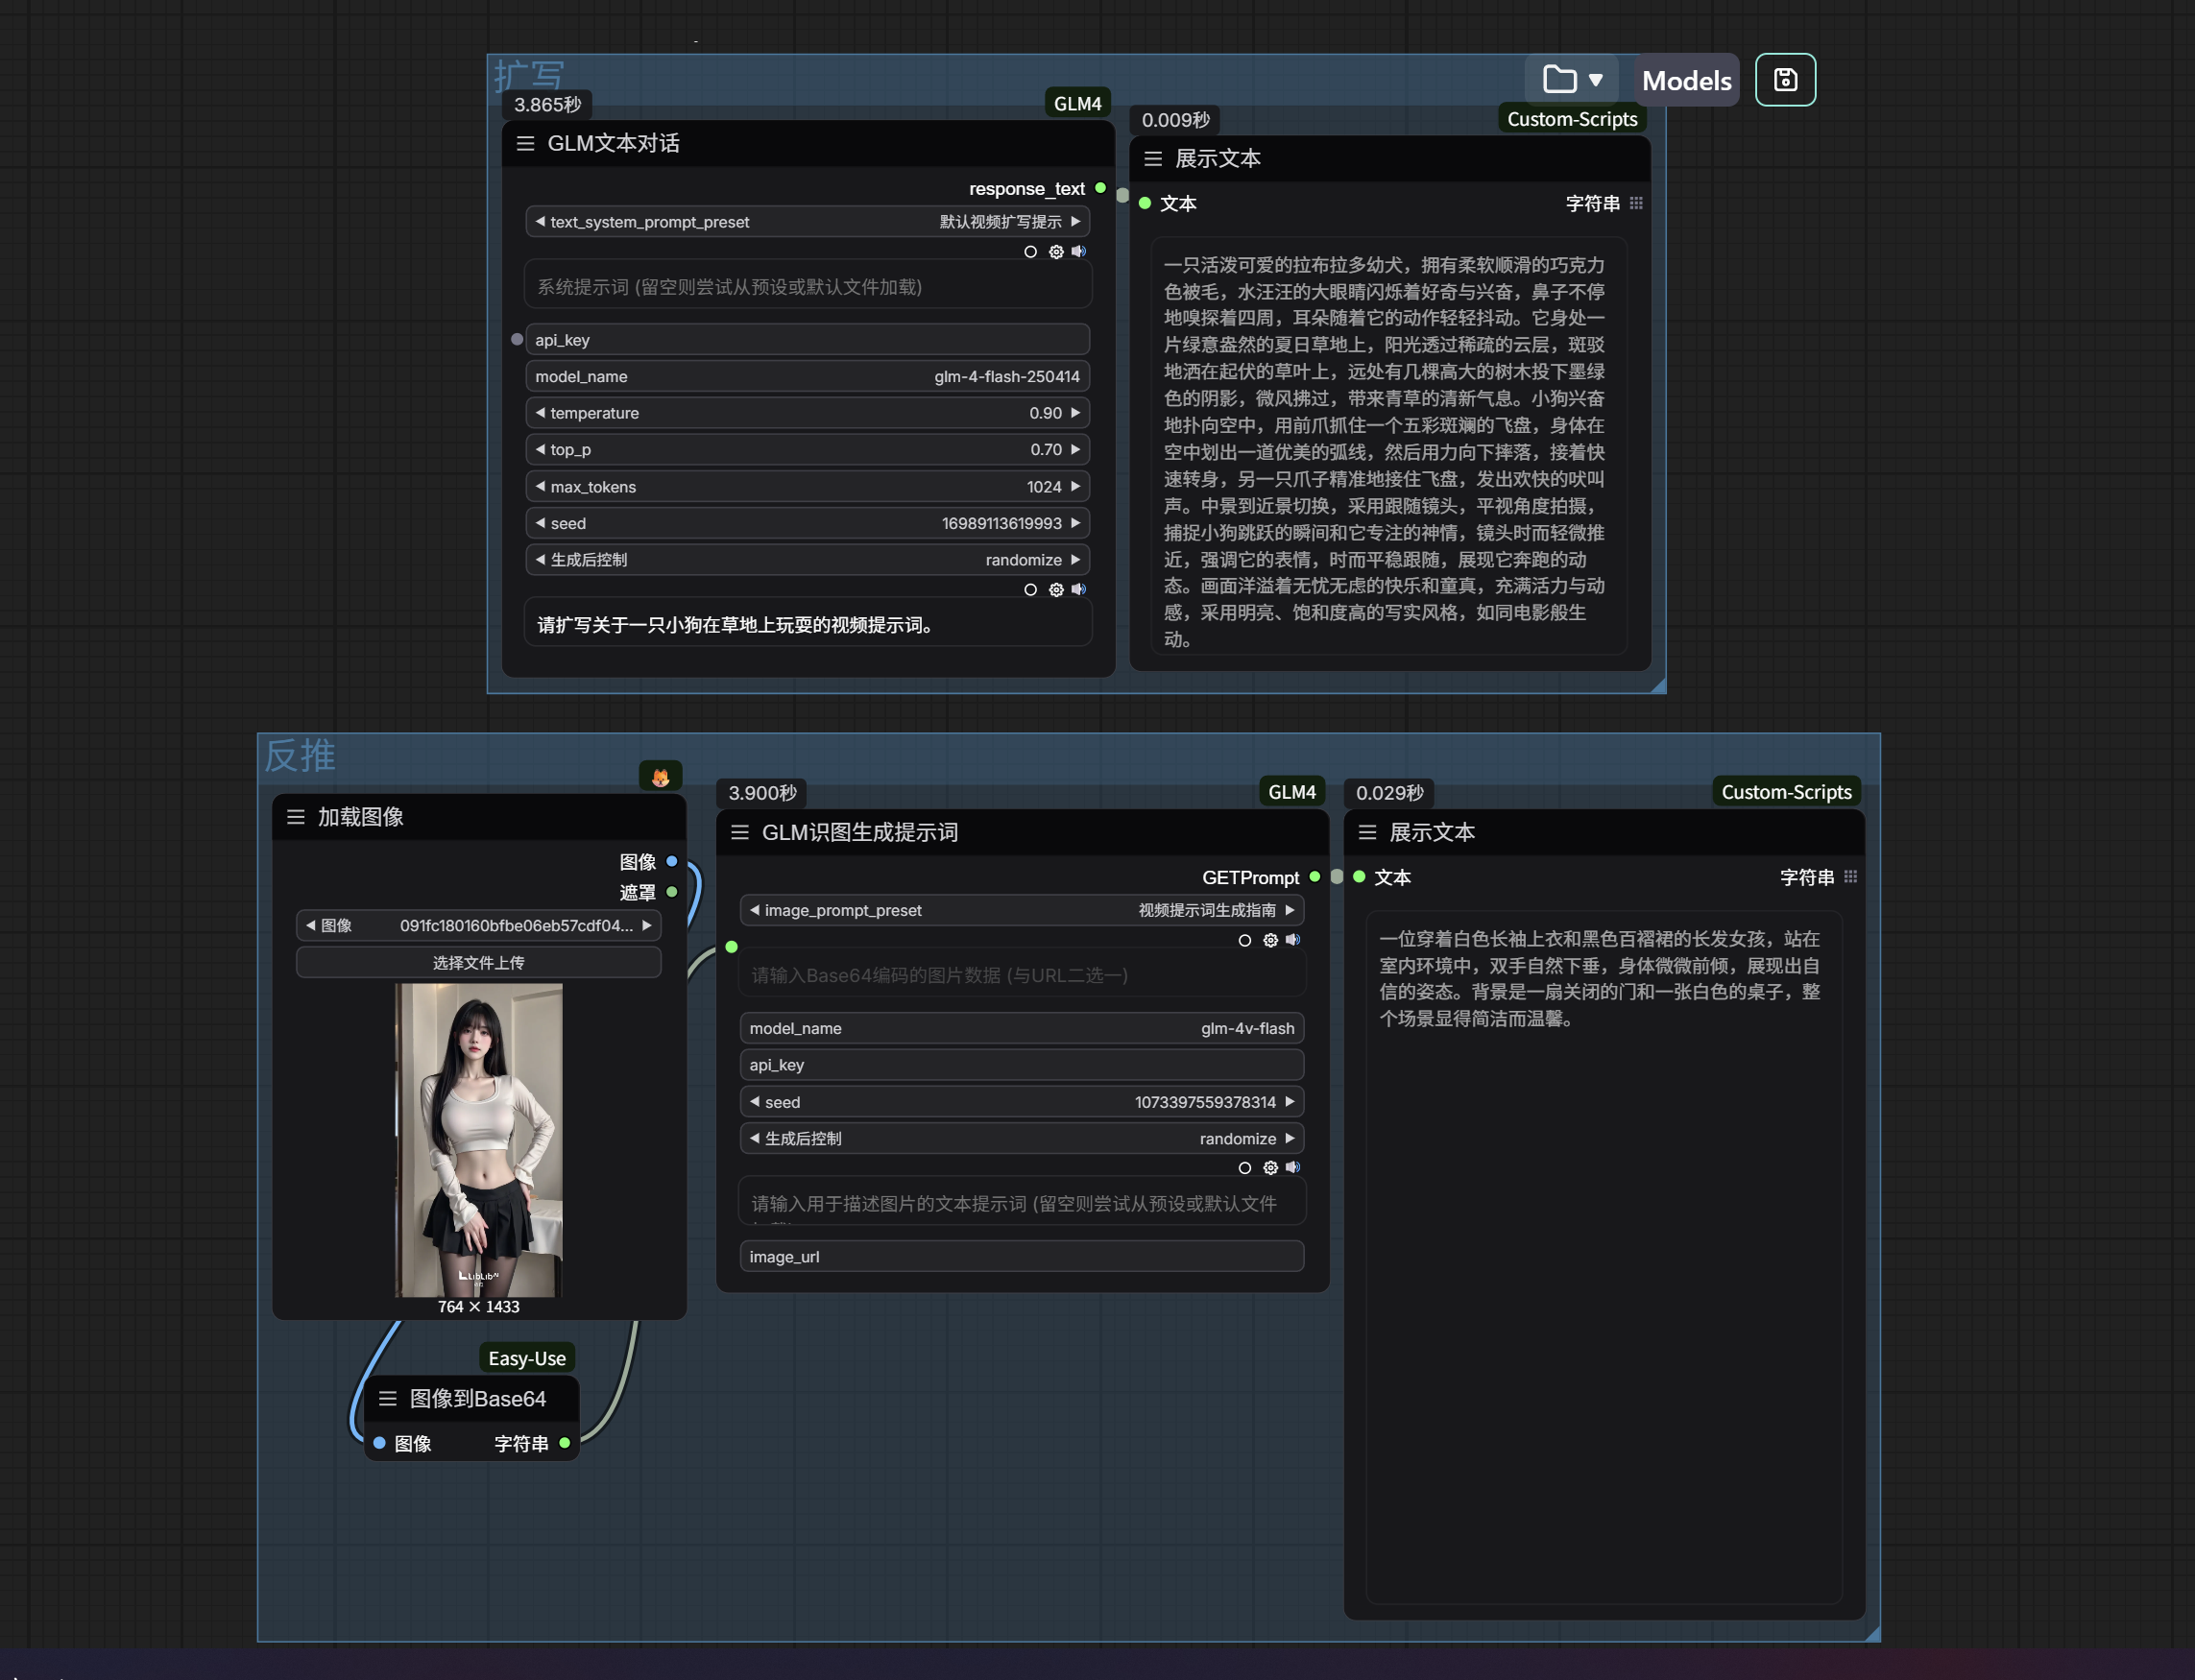 扩写
Models
3.865秒
GLM4
GLM文本对话
response_text
text_system_prompt_preset 默认视频扩写提示
系统提示词 (留空则尝试从预设或默认文件加载)
api_key
model_name glm-4-flash-250414
temperature 0.90
top_p 0.70
max_tokens 1024
seed 16989113619993
生成后控制 randomize
请扩写关于一只小狗在草地上玩耍的视频提示词。
0.009秒
Custom-Scripts
展示文本
文本 字符串
一只活泼可爱的拉布拉多幼犬，拥有柔软顺滑的巧克力
色被毛，水汪汪的大眼睛闪烁着好奇与兴奋，鼻子不停
地嗅探着四周，耳朵随着它的动作轻轻抖动。它身处一
片绿意盎然的夏日草地上，阳光透过稀疏的云层，斑驳
地洒在起伏的草叶上，远处有几棵高大的树木投下墨绿
色的阴影，微风拂过，带来青草的清新气息。小狗兴奋
地扑向空中，用前爪抓住一个五彩斑斓的飞盘，身体在
空中划出一道优美的弧线，然后用力向下摔落，接着快
速转身，另一只爪子精准地接住飞盘，发出欢快的吠叫
声。中景到近景切换，采用跟随镜头，平视角度拍摄，
捕捉小狗跳跃的瞬间和它专注的神情，镜头时而轻微推
近，强调它的表情，时而平稳跟随，展现它奔跑的动
态。画面洋溢着无忧无虑的快乐和童真，充满活力与动
感，采用明亮、饱和度高的写实风格，如同电影般生
动。
反推
加载图像
图像
遮罩
图像 091fc180160bfbe06eb57cdf04...
选择文件上传
LibLibAI
764 × 1433
Easy-Use
图像到Base64
图像 字符串
3.900秒
GLM4
GLM识图生成提示词
GETPrompt
image_prompt_preset 视频提示词生成指南
请输入Base64编码的图片数据 (与URL二选一)
model_name glm-4v-flash
api_key
seed 1073397559378314
生成后控制 randomize
请输入用于描述图片的文本提示词 (留空则尝试从预设或默认文件
image_url
0.029秒
Custom-Scripts
展示文本
文本 字符串
一位穿着白色长袖上衣和黑色百褶裙的长发女孩，站在
室内环境中，双手自然下垂，身体微微前倾，展现出自
信的姿态。背景是一扇关闭的门和一张白色的桌子，整
个场景显得简洁而温馨。